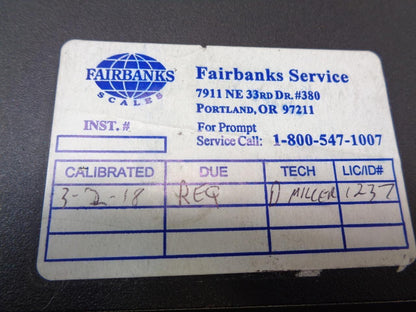 FAIRBANKS
SCALES
Fairbanks Service
7911 NE 33RD DR. #380
PORTLAND, OR 97211
INST. #
For Prompt
Service Call: 1-800-547-1007
CALIBRATED DUE TECH LIC/ID#
3-2-18 REQ D MILLER 1237